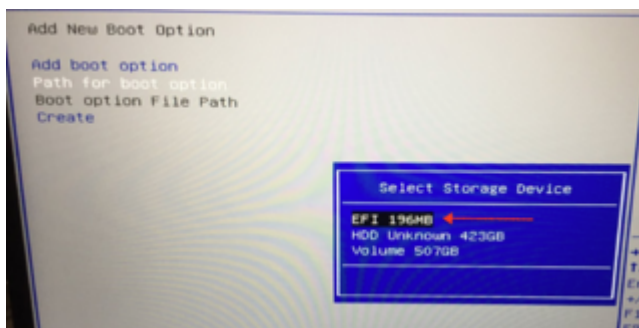 Add New Boot Option
Add boot option
Path for boot option
Boot option File Path
Create
Select Storage Device
EFI 196MB
HDD Unknown 423GB
Volume 507GB